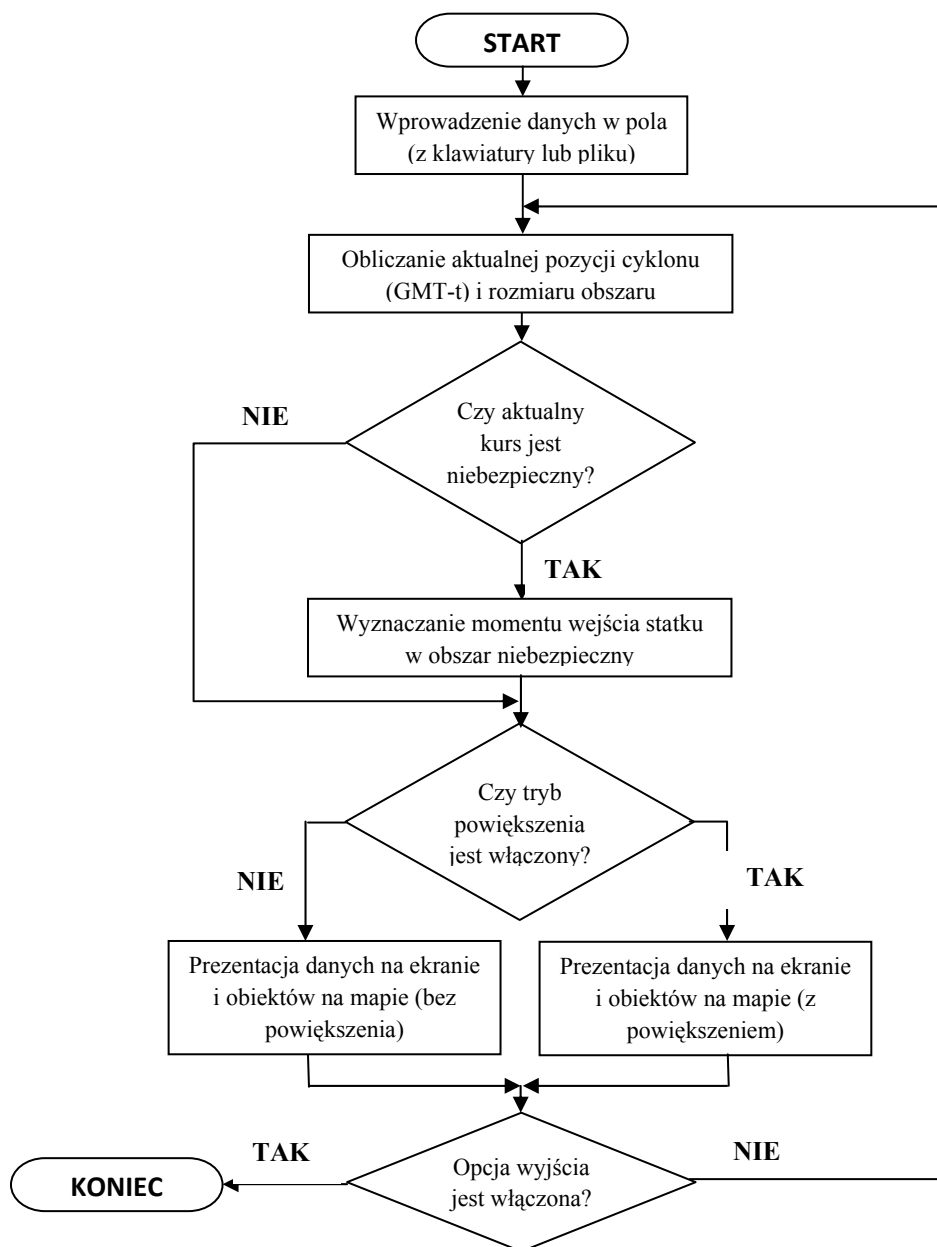 START
Wprowadzenie danych w pola
(z klawiatury lub pliku)
Obliczanie aktualnej pozycji cyklonu
(GMT-t) i rozmiaru obszaru
NIE
Czy aktualny
kurs jest
niebezpieczny?
TAK
Wyznaczanie momentu wejścia statku
w obszar niebezpieczny
Czy tryb
powiększenia
jest włączony?
NIE
TAK
Prezentacja danych na ekranie
i obiektów na mapie (bez
powiększenia)
Prezentacja danych na ekranie
i obiektów na mapie (z
powiększeniem)
TAK
NIE
Opcja wyjścia
jest włączona?
KONIEC